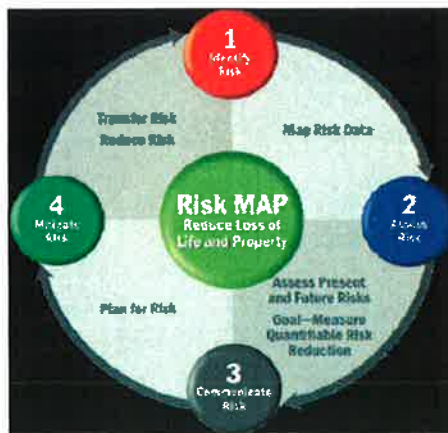 1
Identify
Risk
Transfer Risk
Reduce Risk
Map Risk Data
4
Mitigate
Risk
Risk MAP
Reduce Loss of
Life and Property
2
Assess
Risk
Plan for Risk
Assess Present
and Future Risks
Goal—Measure
Quantifiable Risk
Reduction
3
Communicate
Risk